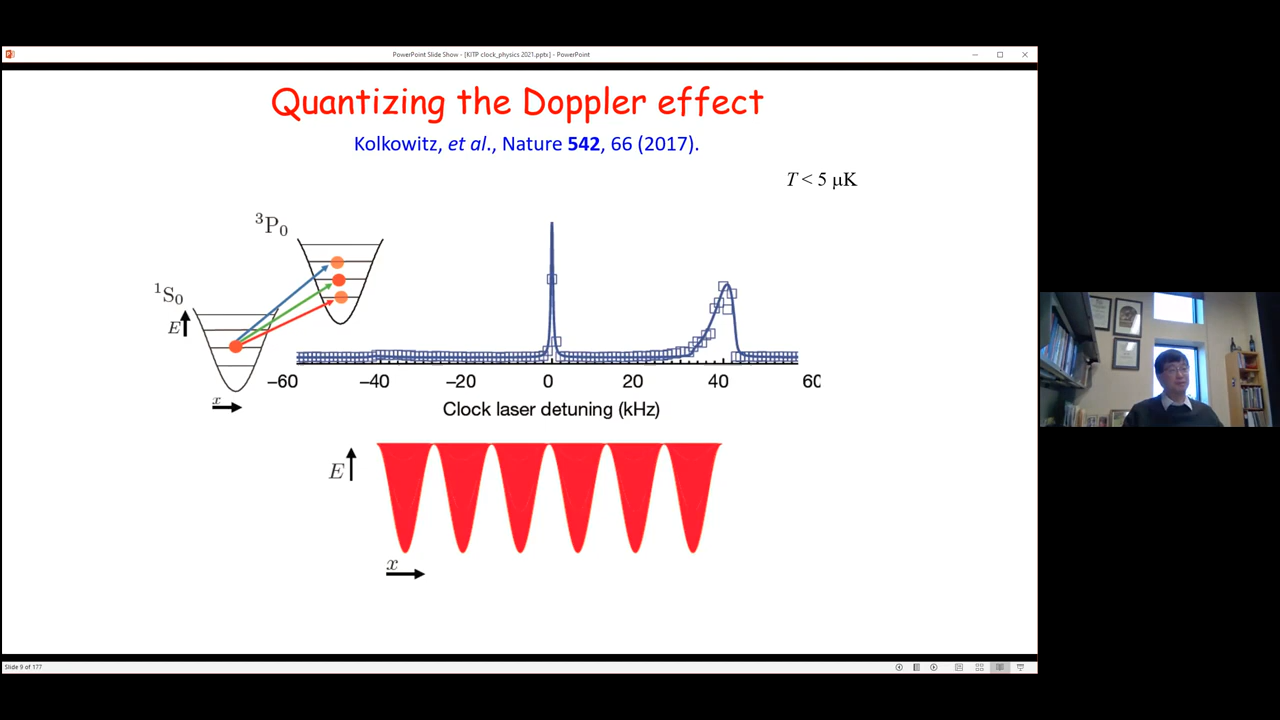 PowerPoint Slide Show - [KITP clock_physics 2021.pptx] - PowerPoint
Quantizing the Doppler effect
Kolkowitz, et al., Nature 542, 66 (2017).
T < 5 μK
³P₀
¹S₀
E
x
–60 –40 –20 0 20 40 60
Clock laser detuning (kHz)
E
x
Slide 9 of 177